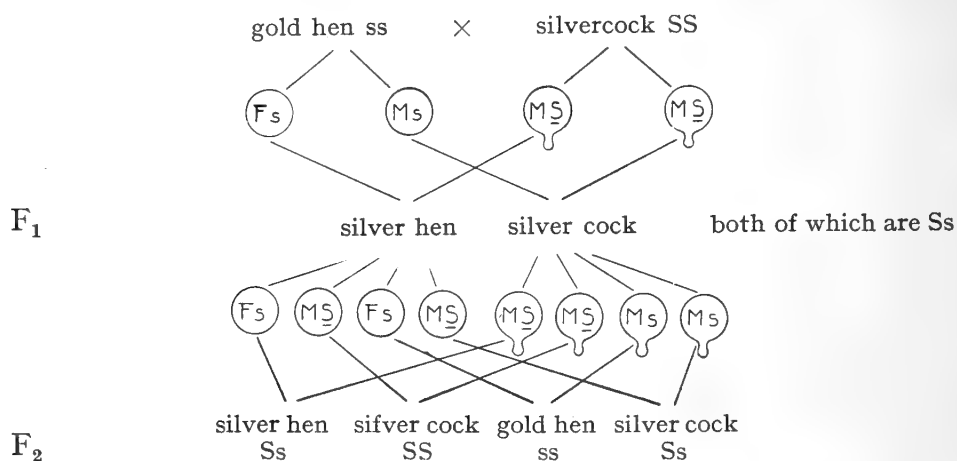 gold hen ss × silvercock SS
Fs Ms MS MS
F₁ silver hen silver cock both of which are Ss
Fs MS Fs MS MS MS Ms Ms
F₂ silver hen sifver cock gold hen silver cock
Ss SS ss Ss